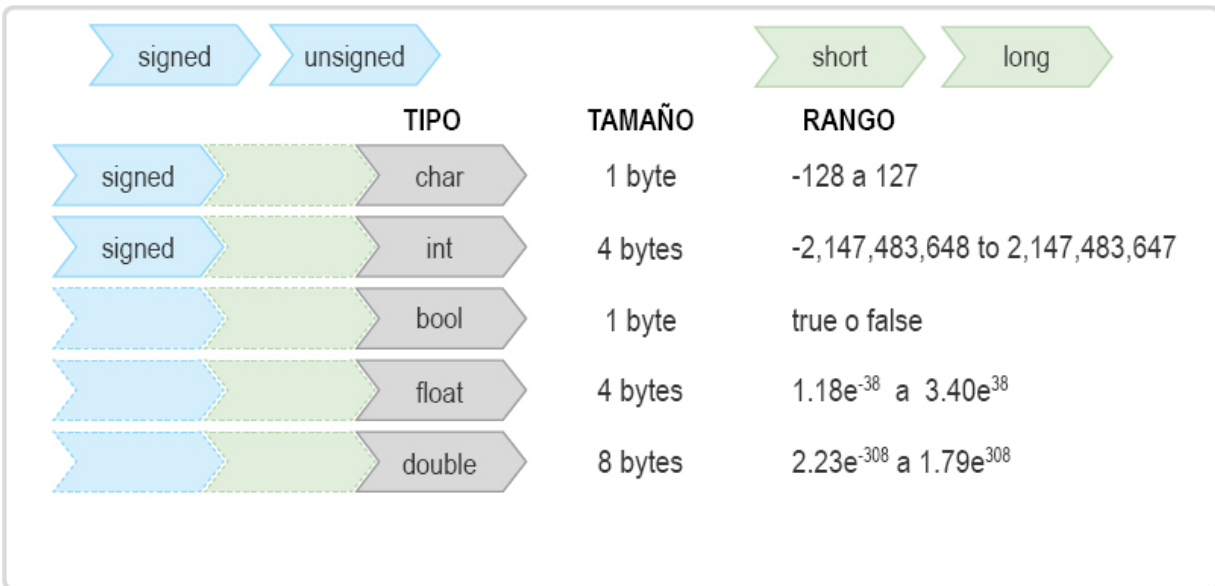 signed unsigned short long
TIPO TAMAÑO RANGO
signed char 1 byte -128 a 127
signed int 4 bytes -2,147,483,648 to 2,147,483,647
bool 1 byte true o false
float 4 bytes 1.18e⁻³⁸ a 3.40e³⁸
double 8 bytes 2.23e⁻³⁰⁸ a 1.79e³⁰⁸